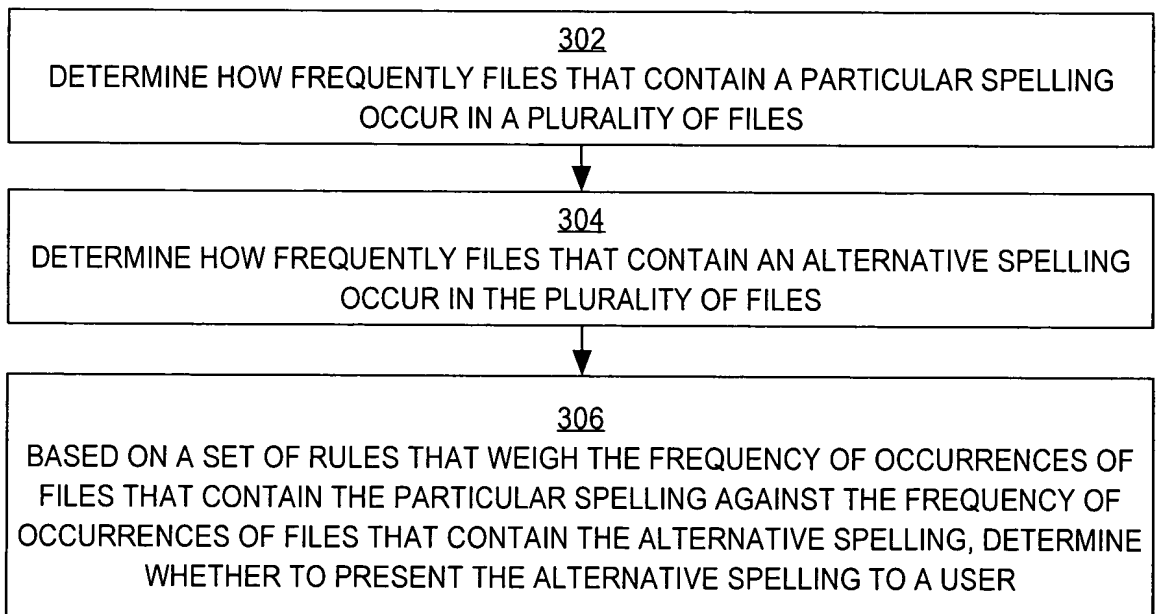 302
DETERMINE HOW FREQUENTLY FILES THAT CONTAIN A PARTICULAR SPELLING
OCCUR IN A PLURALITY OF FILES
304
DETERMINE HOW FREQUENTLY FILES THAT CONTAIN AN ALTERNATIVE SPELLING
OCCUR IN THE PLURALITY OF FILES
306
BASED ON A SET OF RULES THAT WEIGH THE FREQUENCY OF OCCURRENCES OF
FILES THAT CONTAIN THE PARTICULAR SPELLING AGAINST THE FREQUENCY OF
OCCURRENCES OF FILES THAT CONTAIN THE ALTERNATIVE SPELLING, DETERMINE
WHETHER TO PRESENT THE ALTERNATIVE SPELLING TO A USER